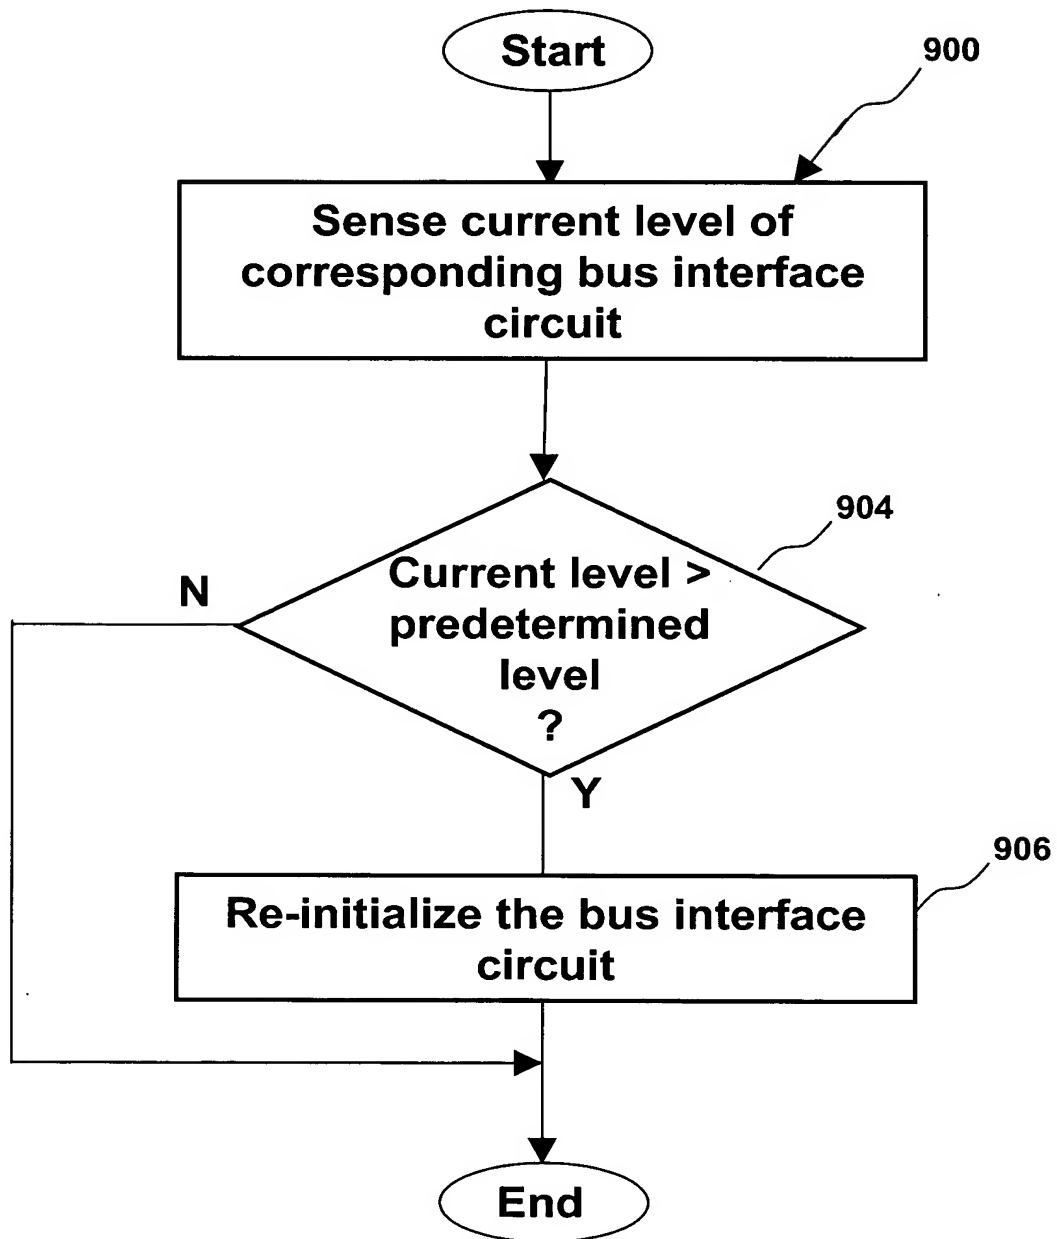 Start
900
Sense current level of
corresponding bus interface
circuit
904
N
Current level >
predetermined
level
?
Y
906
Re-initialize the bus interface
circuit
End